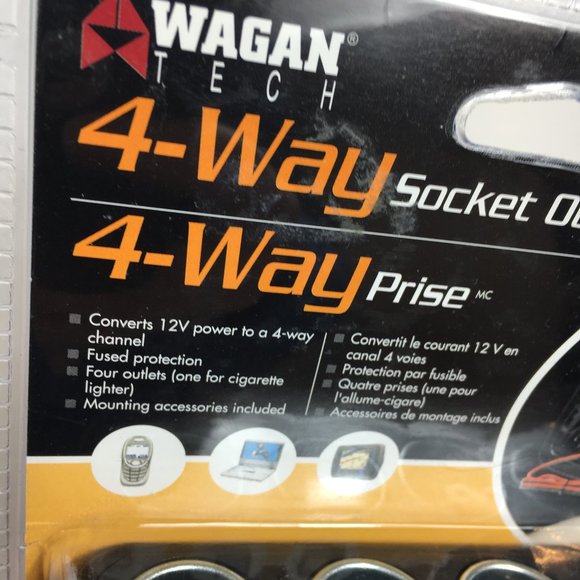 WAGAN®
TECH
4-Way Socket
4-Way Prise MC
Converts 12V power to a 4-way
channel
Fused protection
Four outlets (one for cigarette
lighter)
Mounting accessories included
Convertit le courant 12 V en
canal 4 voies
Protection par fusible
Quatre prises (une pour
l'allume-cigare)
Accessoires de montage inclus